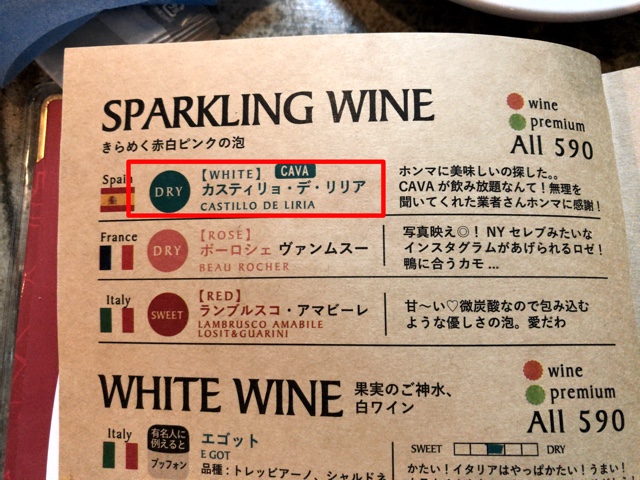 SPARKLING WINE
きらめく赤白ピンクの泡
wine
premium
All 590
Spain
DRY
【WHITE】 CAVA
カスティリョ・デ・リリア
CASTILLO DE LIRIA
ホンマに美味しいの探した。。
CAVAが飲み放題なんて！無理を
聞いてくれた業者さんホンマに感謝！
France
DRY
【ROSÉ】
ボーロシェ ヴァンムスー
BEAU ROCHER
写真映え◎！ NYセレブみたいな
インスタグラムがあげられるロゼ！
鴨に合うカモ…
Italy
SWEET
【RED】
ランブルスコ・アマビーレ
LAMBRUSCO AMABILE
LOSIT&GUARINI
甘〜い♡微炭酸なので包み込む
ような優しさの泡。愛だわ
WHITE WINE
果実のご神水、
白ワイン
wine
premium
All 590
Italy
有名人に
例えると
ブッフォン
エゴット
E GOT
品種：トレッビアーノ、シャルドネ
SWEET DRY
かたい！イタリアはやっぱかたい！うまい！